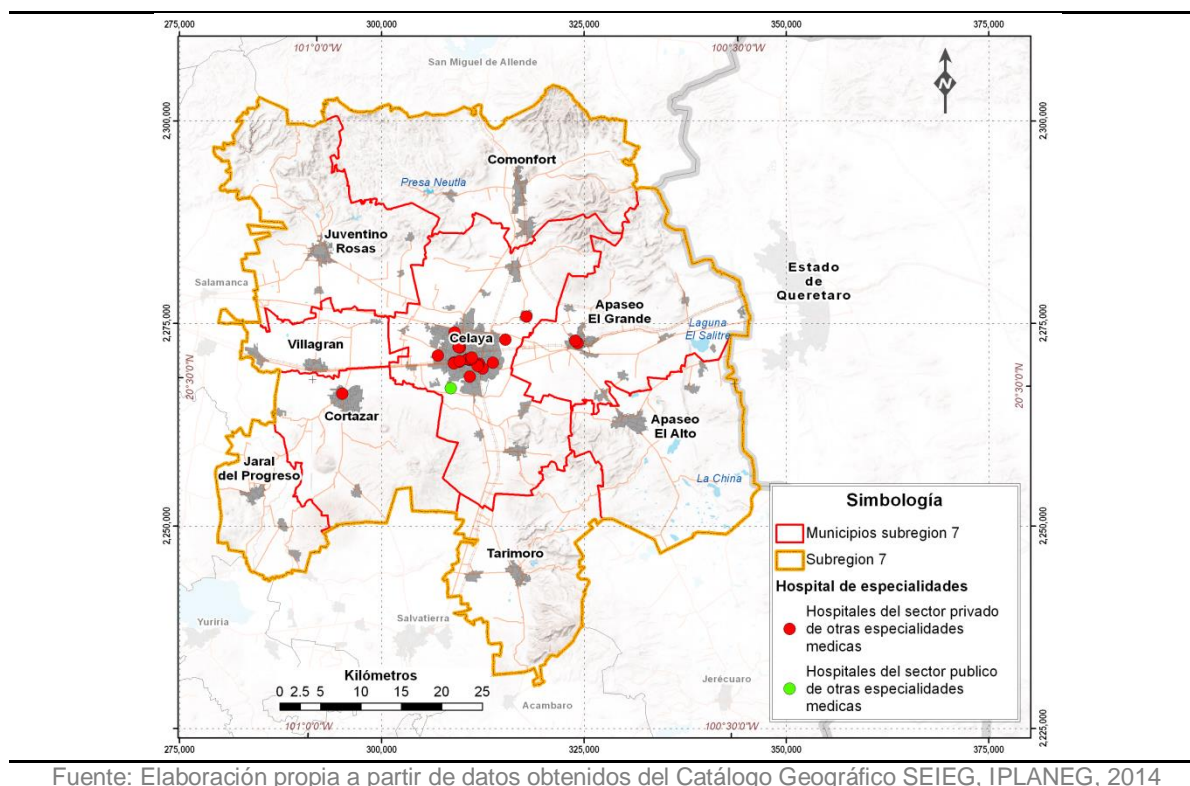 275,000 300,000 325,000 350,000 375,000
101°0'0"W 100°30'0"W
San Miguel de Allende
N
2,300,000 2,300,000
Comonfort
Presa Neutla
Juventino
Rosas
Salamanca
Estado
de
Queretaro
Apaseo
El Grande
2,275,000 2,275,000
Laguna
El Salitre
Celaya
Villagran
20°30'0"N 20°30'0"N
Cortazar
Apaseo
El Alto
Jaral
del Progreso
La China
2,250,000 2,250,000
Tarimoro
Yuriria
Salvatierra
Jerécuaro
Acambaro
Kilómetros
0 2.5 5 10 15 20 25
Simbología
Municipios subregion 7
Subregion 7
Hospital de especialidades
Hospitales del sector privado
de otras especialidades
medicas
Hospitales del sector publico
de otras especialidades
medicas
2,225,000 2,225,000
101°0'0"W 100°30'0"W
275,000 300,000 325,000 350,000 375,000
Fuente: Elaboración propia a partir de datos obtenidos del Catálogo Geográfico SEIEG, IPLANEG, 2014